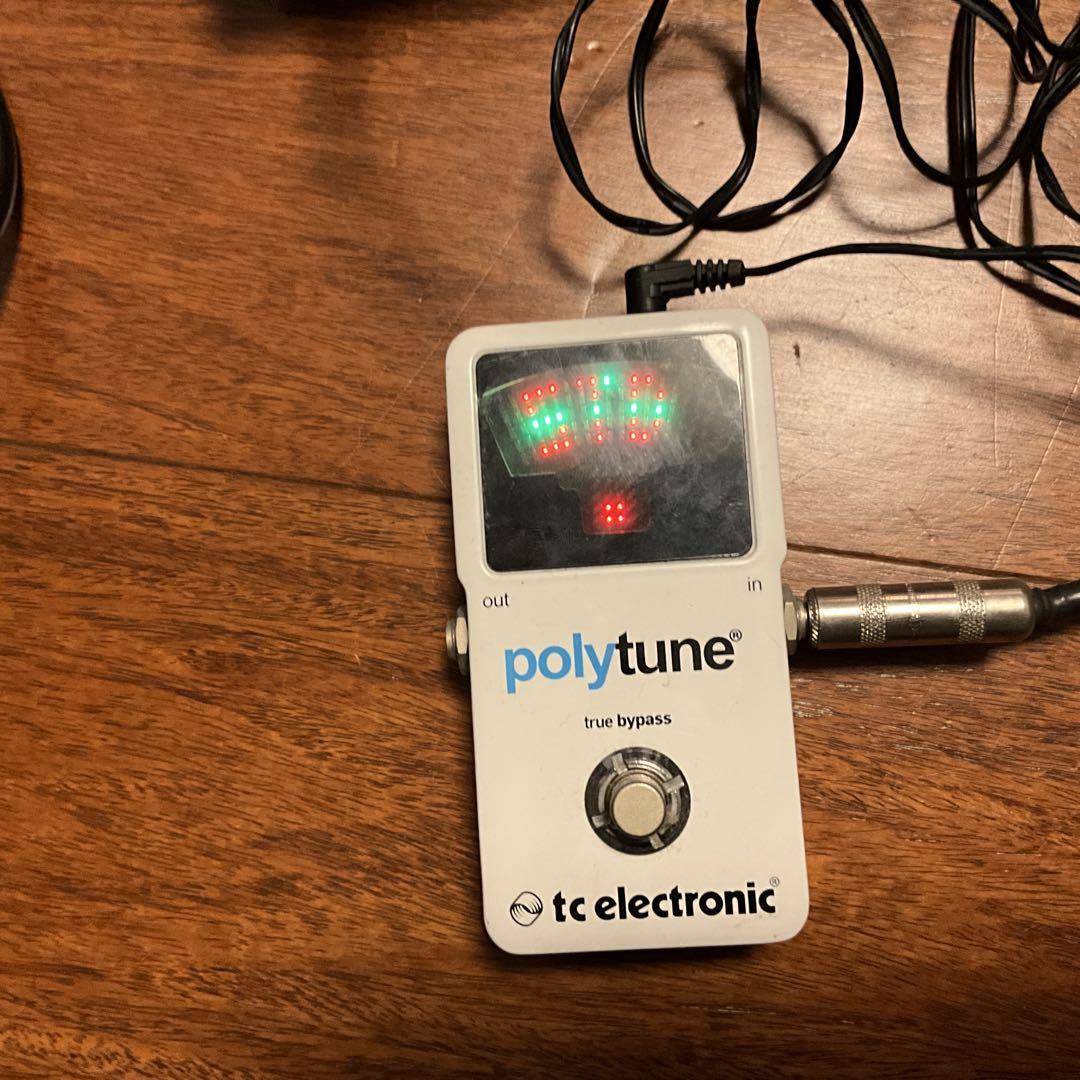 out
in
polytune®
true bypass
tc electronic®